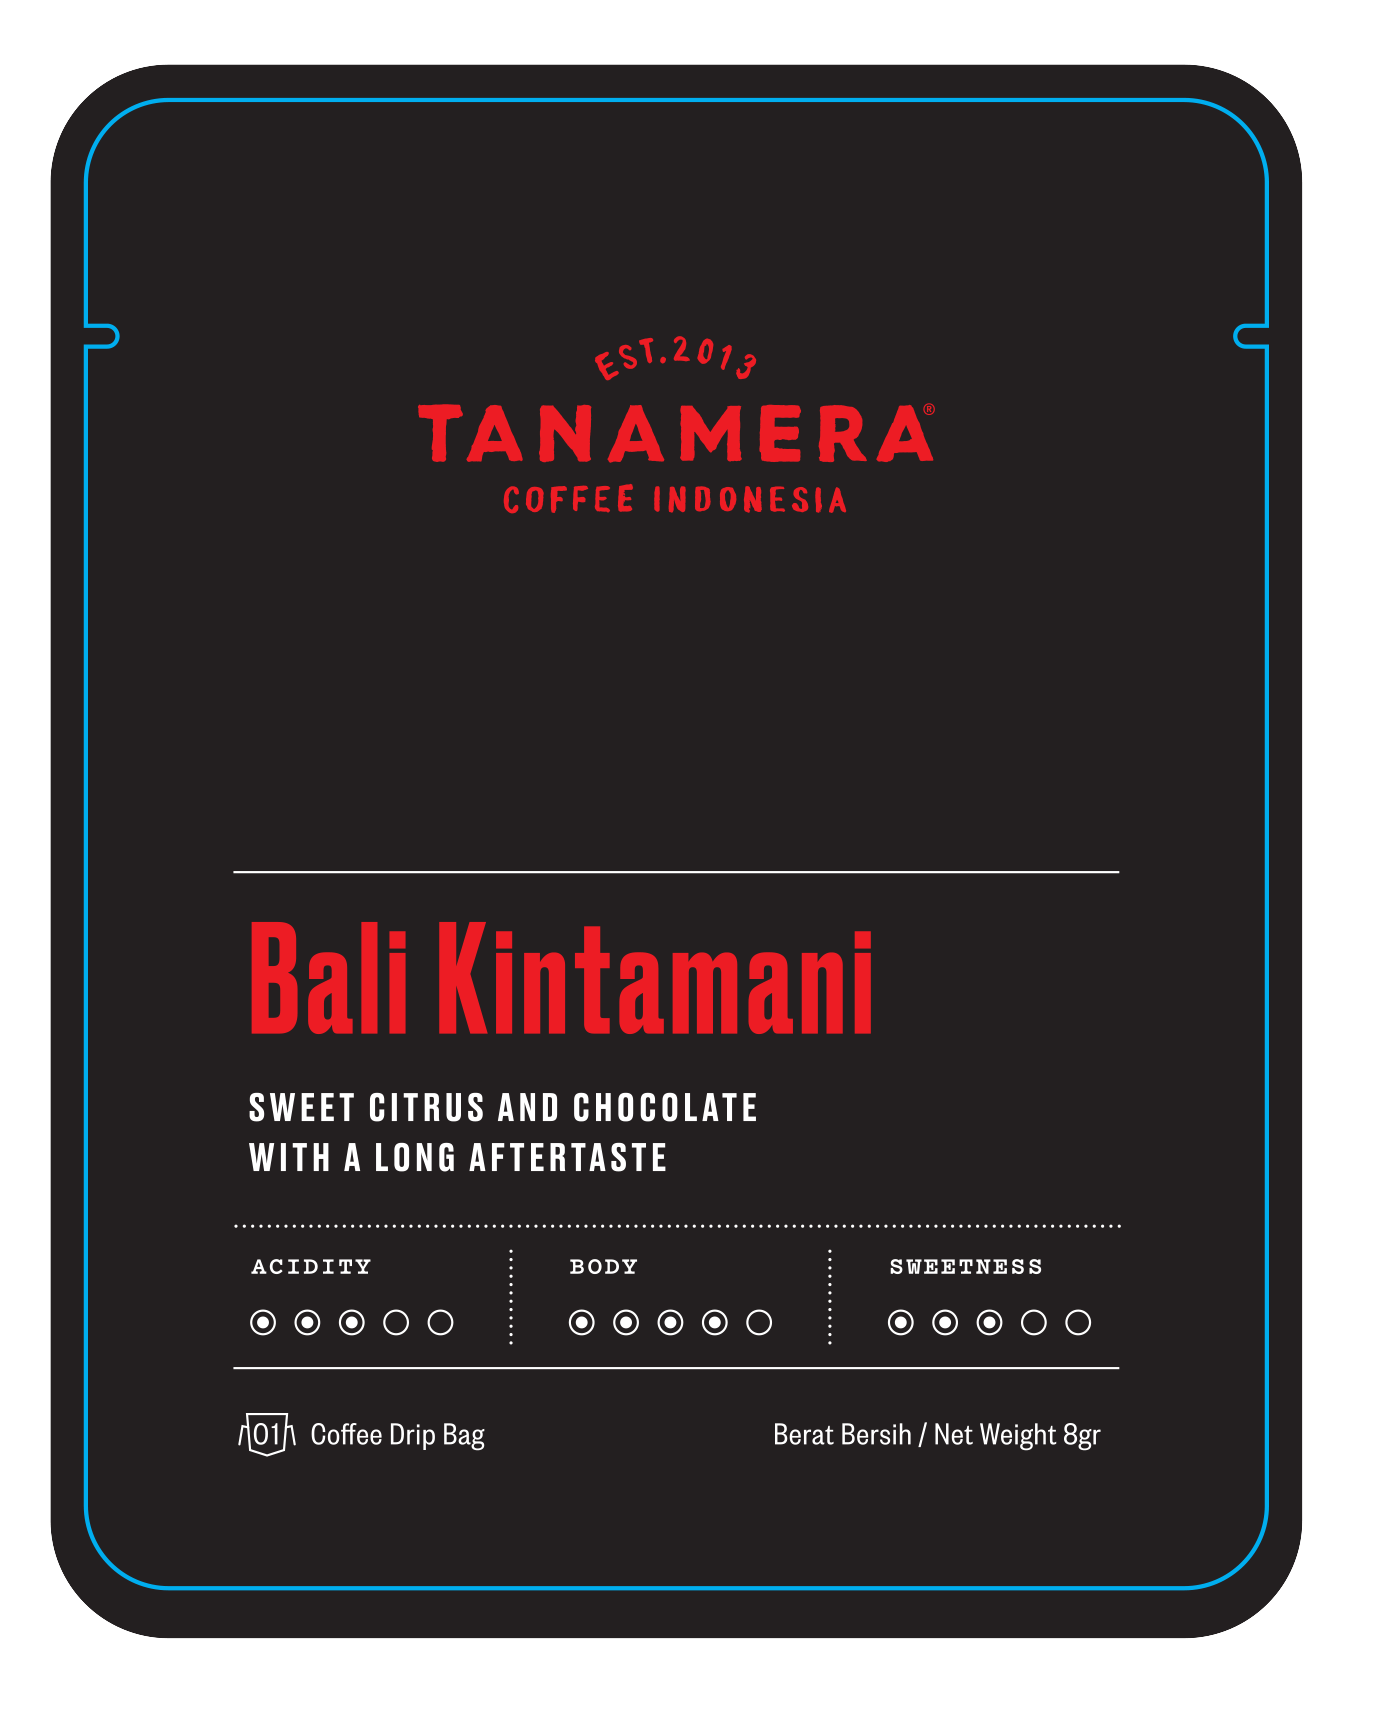 EST.2013
TANAMERA®
COFFEE INDONESIA
Bali Kintamani
SWEET CITRUS AND CHOCOLATE
WITH A LONG AFTERTASTE
ACIDITY BODY SWEETNESS
01 Coffee Drip Bag Berat Bersih / Net Weight 8gr